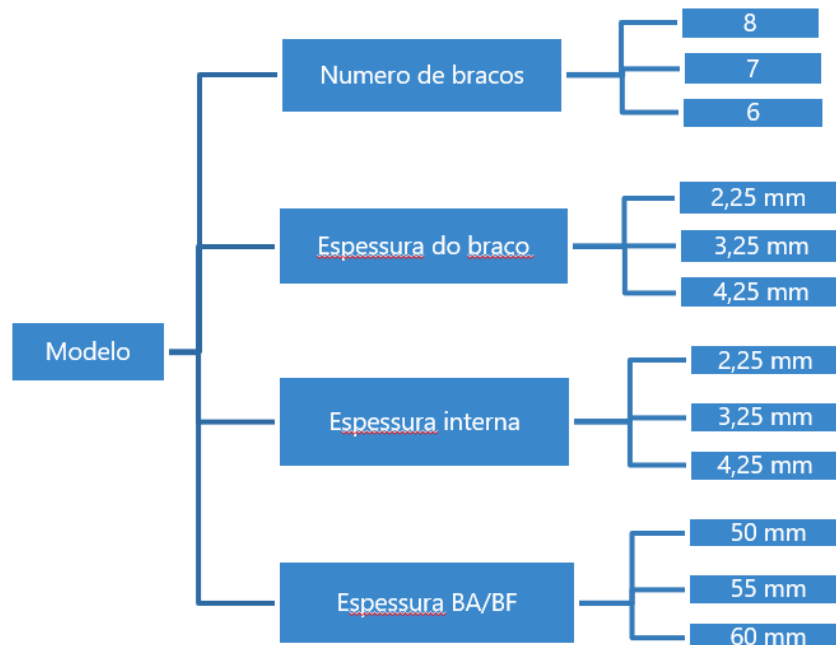 Modelo
Numero de bracos
8
7
6
Espessura do braco
2,25 mm
3,25 mm
4,25 mm
Espessura interna
2,25 mm
3,25 mm
4,25 mm
Espessura BA/BF
50 mm
55 mm
60 mm